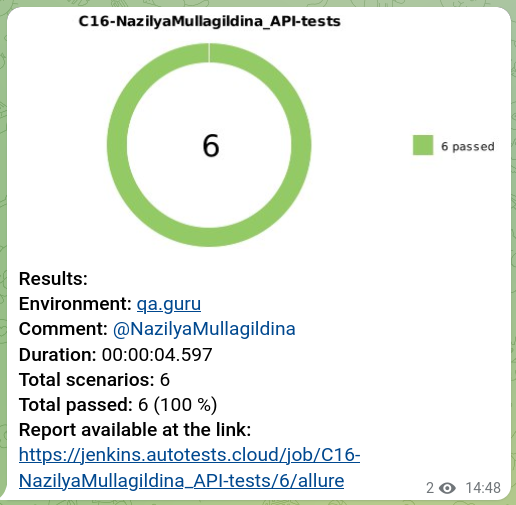 C16-NazilyaMullagildina_API-tests
6
6 passed
Results:
Environment: qa.guru
Comment: @NazilyaMullagildina
Duration: 00:00:04.597
Total scenarios: 6
Total passed: 6 (100 %)
Report available at the link:
https://jenkins.autotests.cloud/job/C16-
NazilyaMullagildina_API-tests/6/allure
2 14:48